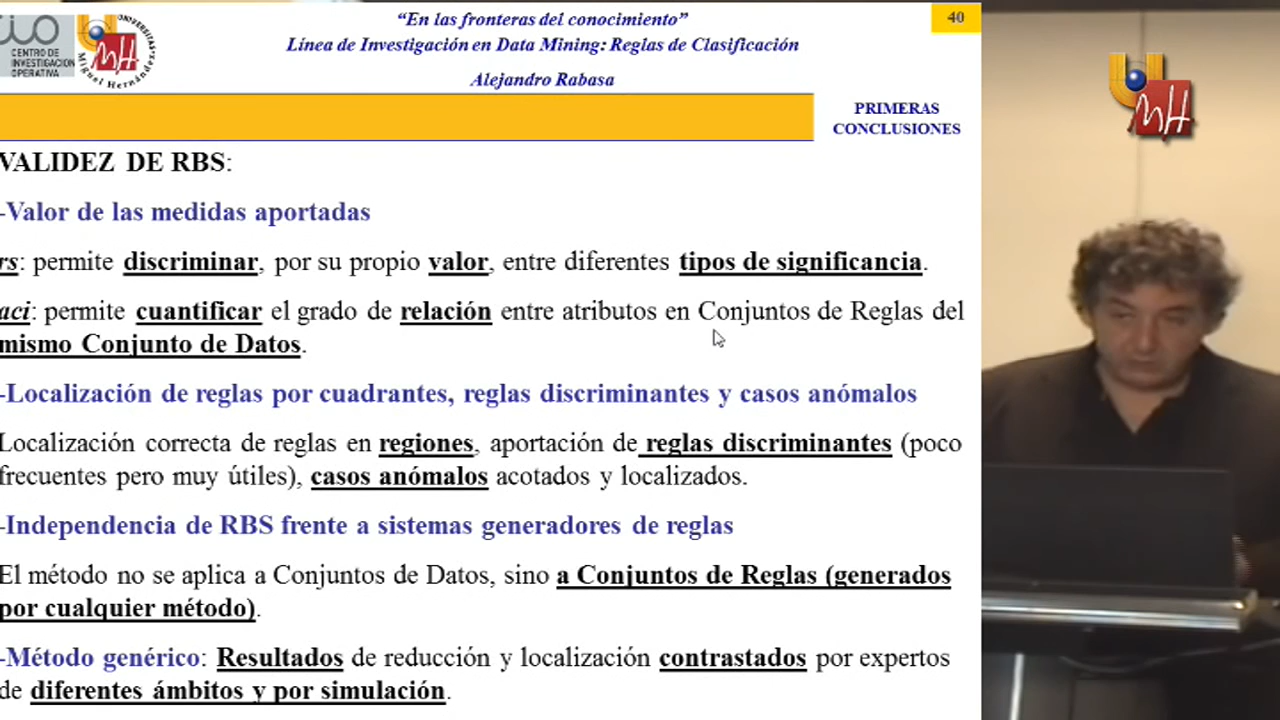 CENTRO DE
INVESTIGACION
OPERATIVA
UNIVERSITAS
Miguel Hernández
“En las fronteras del conocimiento”
Línea de Investigación en Data Mining: Reglas de Clasificación
Alejandro Rabasa
40
PRIMERAS
CONCLUSIONES
VALIDEZ DE RBS:
-Valor de las medidas aportadas
rs: permite discriminar, por su propio valor, entre diferentes tipos de significancia.
aci: permite cuantificar el grado de relación entre atributos en Conjuntos de Reglas del
mismo Conjunto de Datos.
-Localización de reglas por cuadrantes, reglas discriminantes y casos anómalos
Localización correcta de reglas en regiones, aportación de reglas discriminantes (poco
frecuentes pero muy útiles), casos anómalos acotados y localizados.
-Independencia de RBS frente a sistemas generadores de reglas
El método no se aplica a Conjuntos de Datos, sino a Conjuntos de Reglas (generados
por cualquier método).
-Método genérico: Resultados de reducción y localización contrastados por expertos
de diferentes ámbitos y por simulación.
UMH